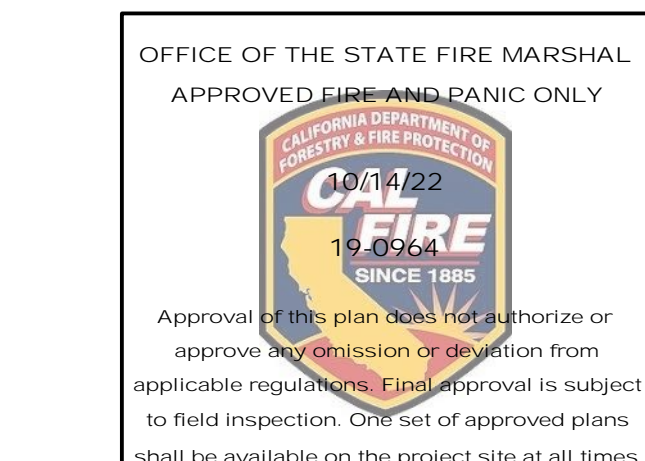 OFFICE OF THE STATE FIRE MARSHAL
APPROVED FIRE AND PANIC ONLY
CALIFORNIA DEPARTMENT OF
FORESTRY & FIRE PROTECTION
CAL
10/14/22
FIRE
19-0964
SINCE 1885
Approval of this plan does not authorize or
approve any omission or deviation from
applicable regulations. Final approval is subject
to field inspection. One set of approved plans
shall be available on the project site at all times